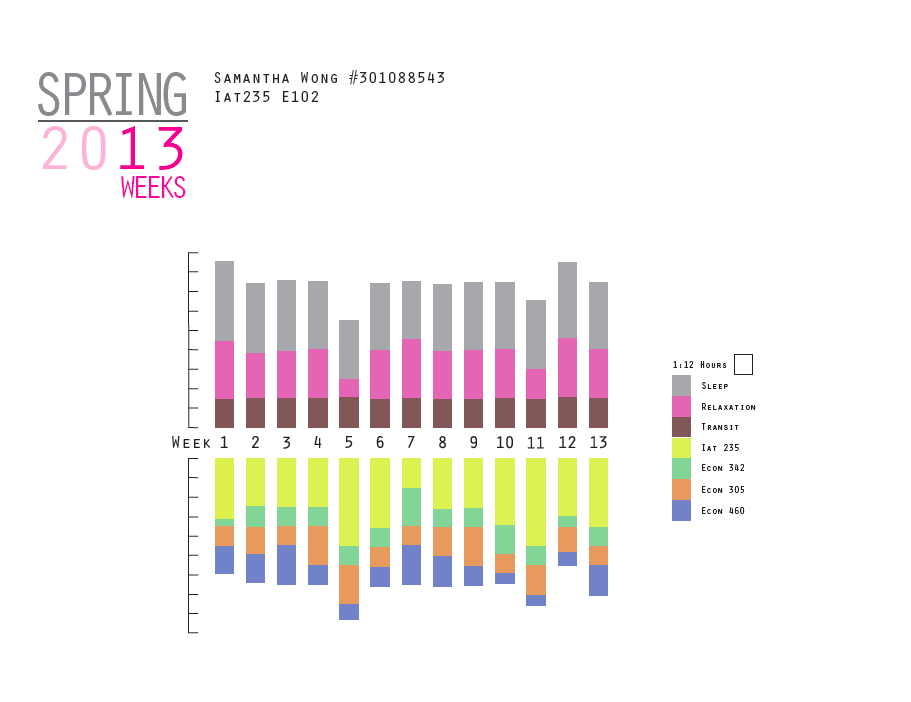 SPRING
2013
WEEKS
Samantha Wong #301088543
Iat235 E102
Week 1 2 3 4 5 6 7 8 9 10 11 12 13
1:12 Hours
Sleep
Relaxation
Transit
Iat 235
Econ 342
Econ 305
Econ 460